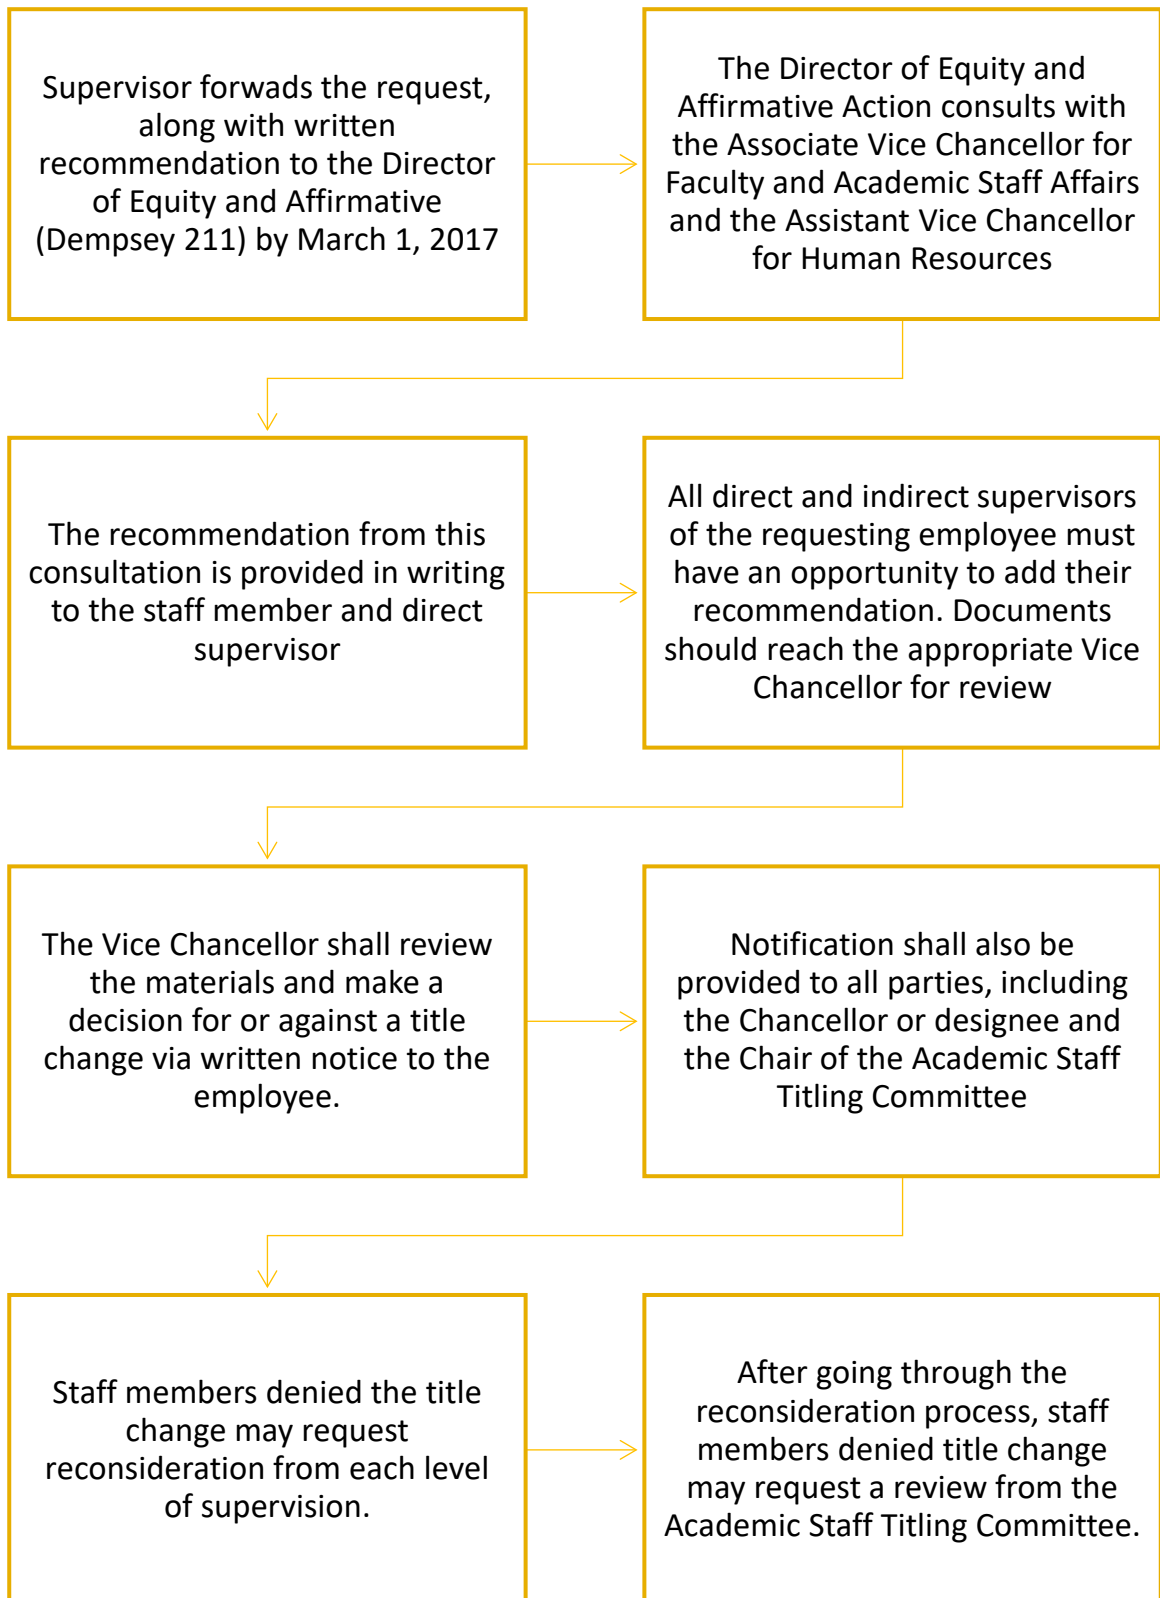 Supervisor forwads the request,
along with written
recommendation to the Director
of Equity and Affirmative
(Dempsey 211) by March 1, 2017
The Director of Equity and
Affirmative Action consults with
the Associate Vice Chancellor for
Faculty and Academic Staff Affairs
and the Assistant Vice Chancellor
for Human Resources
The recommendation from this
consultation is provided in writing
to the staff member and direct
supervisor
All direct and indirect supervisors
of the requesting employee must
have an opportunity to add their
recommendation. Documents
should reach the appropriate Vice
Chancellor for review
The Vice Chancellor shall review
the materials and make a
decision for or against a title
change via written notice to the
employee.
Notification shall also be
provided to all parties, including
the Chancellor or designee and
the Chair of the Academic Staff
Titling Committee
Staff members denied the title
change may request
reconsideration from each level
of supervision.
After going through the
reconsideration process, staff
members denied title change
may request a review from the
Academic Staff Titling Committee.